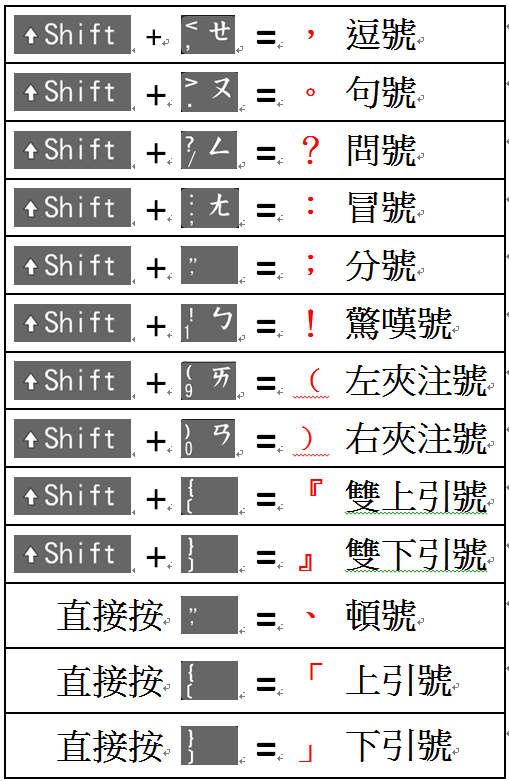 Shift + < , ㄝ = ， 逗號
Shift + > . ㄡ = 。 句號
Shift + ? / ㄥ = ？ 問號
Shift + : ; ㄤ = ： 冒號
Shift + " ' = ； 分號
Shift + ! 1 ㄅ = ！ 驚嘆號
Shift + ( 9 ㄞ = （ 左夾注號
Shift + ) 0 ㄢ = ） 右夾注號
Shift + { [ = 『 雙上引號
Shift + } ] = 』 雙下引號
直接按 " ' = 、 頓號
直接按 { [ = 「 上引號
直接按 } ] = 」 下引號